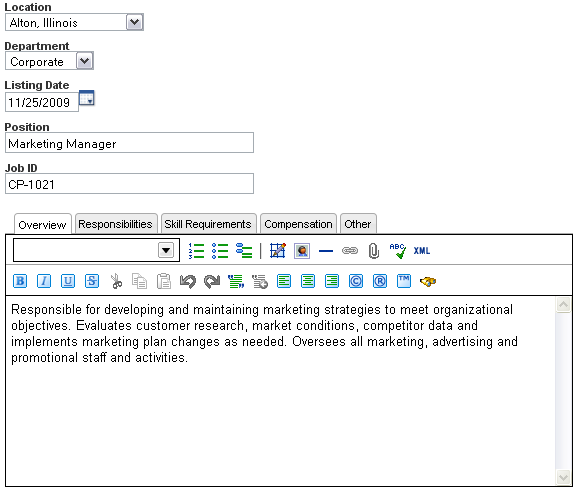 Location
Alton, Illinois
Department
Corporate
Listing Date
11/25/2009
Position
Marketing Manager
Job ID
CP-1021
Overview Responsibilities Skill Requirements Compensation Other
ABC XML
B I U S © ® TM
Responsible for developing and maintaining marketing strategies to meet organizational
objectives. Evaluates customer research, market conditions, competitor data and
implements marketing plan changes as needed. Oversees all marketing, advertising and
promotional staff and activities.